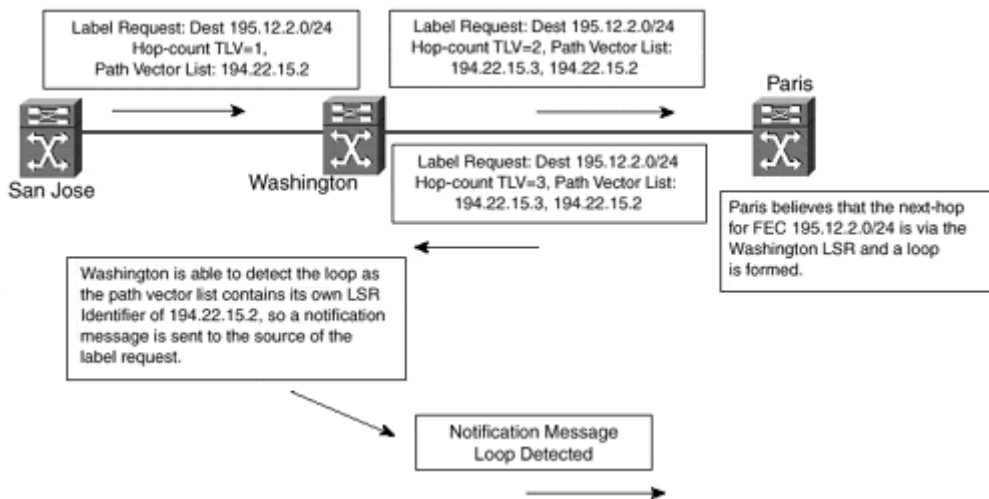 Label Request: Dest 195.12.2.0/24
Hop-count TLV=1,
Path Vector List: 194.22.15.2
Label Request: Dest 195.12.2.0/24
Hop-count TLV=2, Path Vector List:
194.22.15.3, 194.22.15.2
Paris
San Jose
Washington
Label Request: Dest 195.12.2.0/24
Hop-count TLV=3, Path Vector List:
194.22.15.3, 194.22.15.2
Paris believes that the next-hop
for FEC 195.12.2.0/24 is via the
Washington LSR and a loop
is formed.
Washington is able to detect the loop as
the path vector list contains its own LSR
Identifier of 194.22.15.2, so a notification
message is sent to the source of the
label request.
Notification Message
Loop Detected